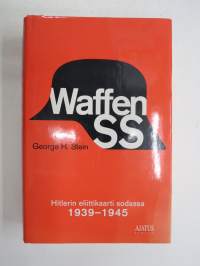 Waffen
SS
George H. Stein
Hitlerin eliittikaarti sodassa
1939–1945
AJATUS